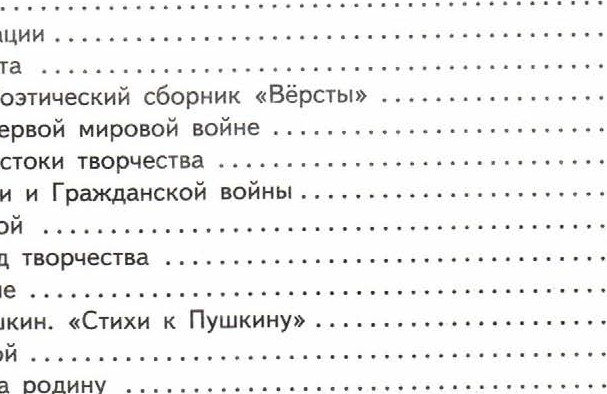 ации
та
оэтический сборник «Вёрсты»
ервой мировой войне
стоки творчества
и и Гражданской войны
ой
д творчества
ие
шкин. «Стихи к Пушкину»
ой
а родину